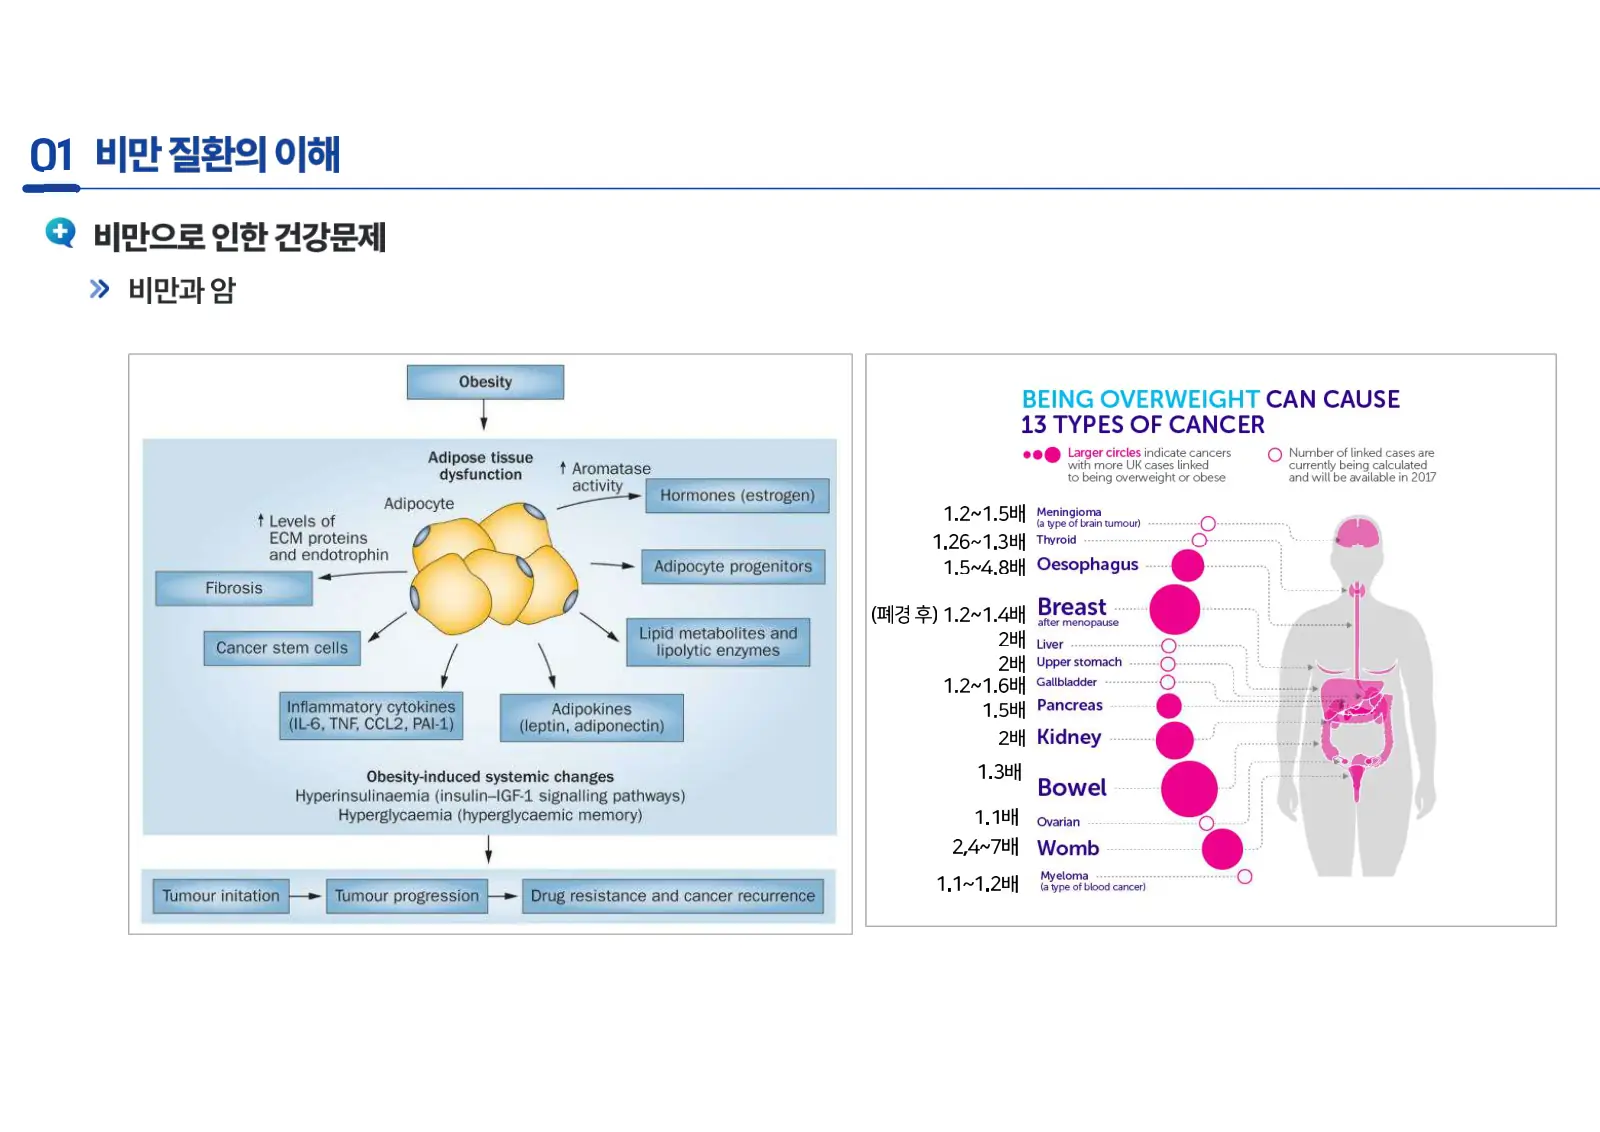 01 비만 질환의 이해
비만으로 인한 건강문제
비만과 암
Obesity
Adipose tissue
dysfunction
Adipocyte
↑ Aromatase
activity
Hormones (estrogen)
↑ Levels of
ECM proteins
and endotrophin
Adipocyte progenitors
Fibrosis
Cancer stem cells
Lipid metabolites and
lipolytic enzymes
Inflammatory cytokines
(IL-6, TNF, CCL2, PAI-1)
Adipokines
(leptin, adiponectin)
Obesity-induced systemic changes
Hyperinsulinaemia (insulin–IGF-1 signalling pathways)
Hyperglycaemia (hyperglycaemic memory)
Tumour initation
Tumour progression
Drug resistance and cancer recurrence
BEING OVERWEIGHT CAN CAUSE
13 TYPES OF CANCER
Larger circles indicate cancers
with more UK cases linked
to being overweight or obese
Number of linked cases are
currently being calculated
and will be available in 2017
1.2~1.5배 Meningioma
(a type of brain tumour)
1.26~1.3배 Thyroid
1.5~4.8배 Oesophagus
(폐경 후) 1.2~1.4배 Breast
after menopause
2배 Liver
2배 Upper stomach
1.2~1.6배 Gallbladder
1.5배 Pancreas
2배 Kidney
1.3배 Bowel
1.1배 Ovarian
2,4~7배 Womb
1.1~1.2배 Myeloma
(a type of blood cancer)